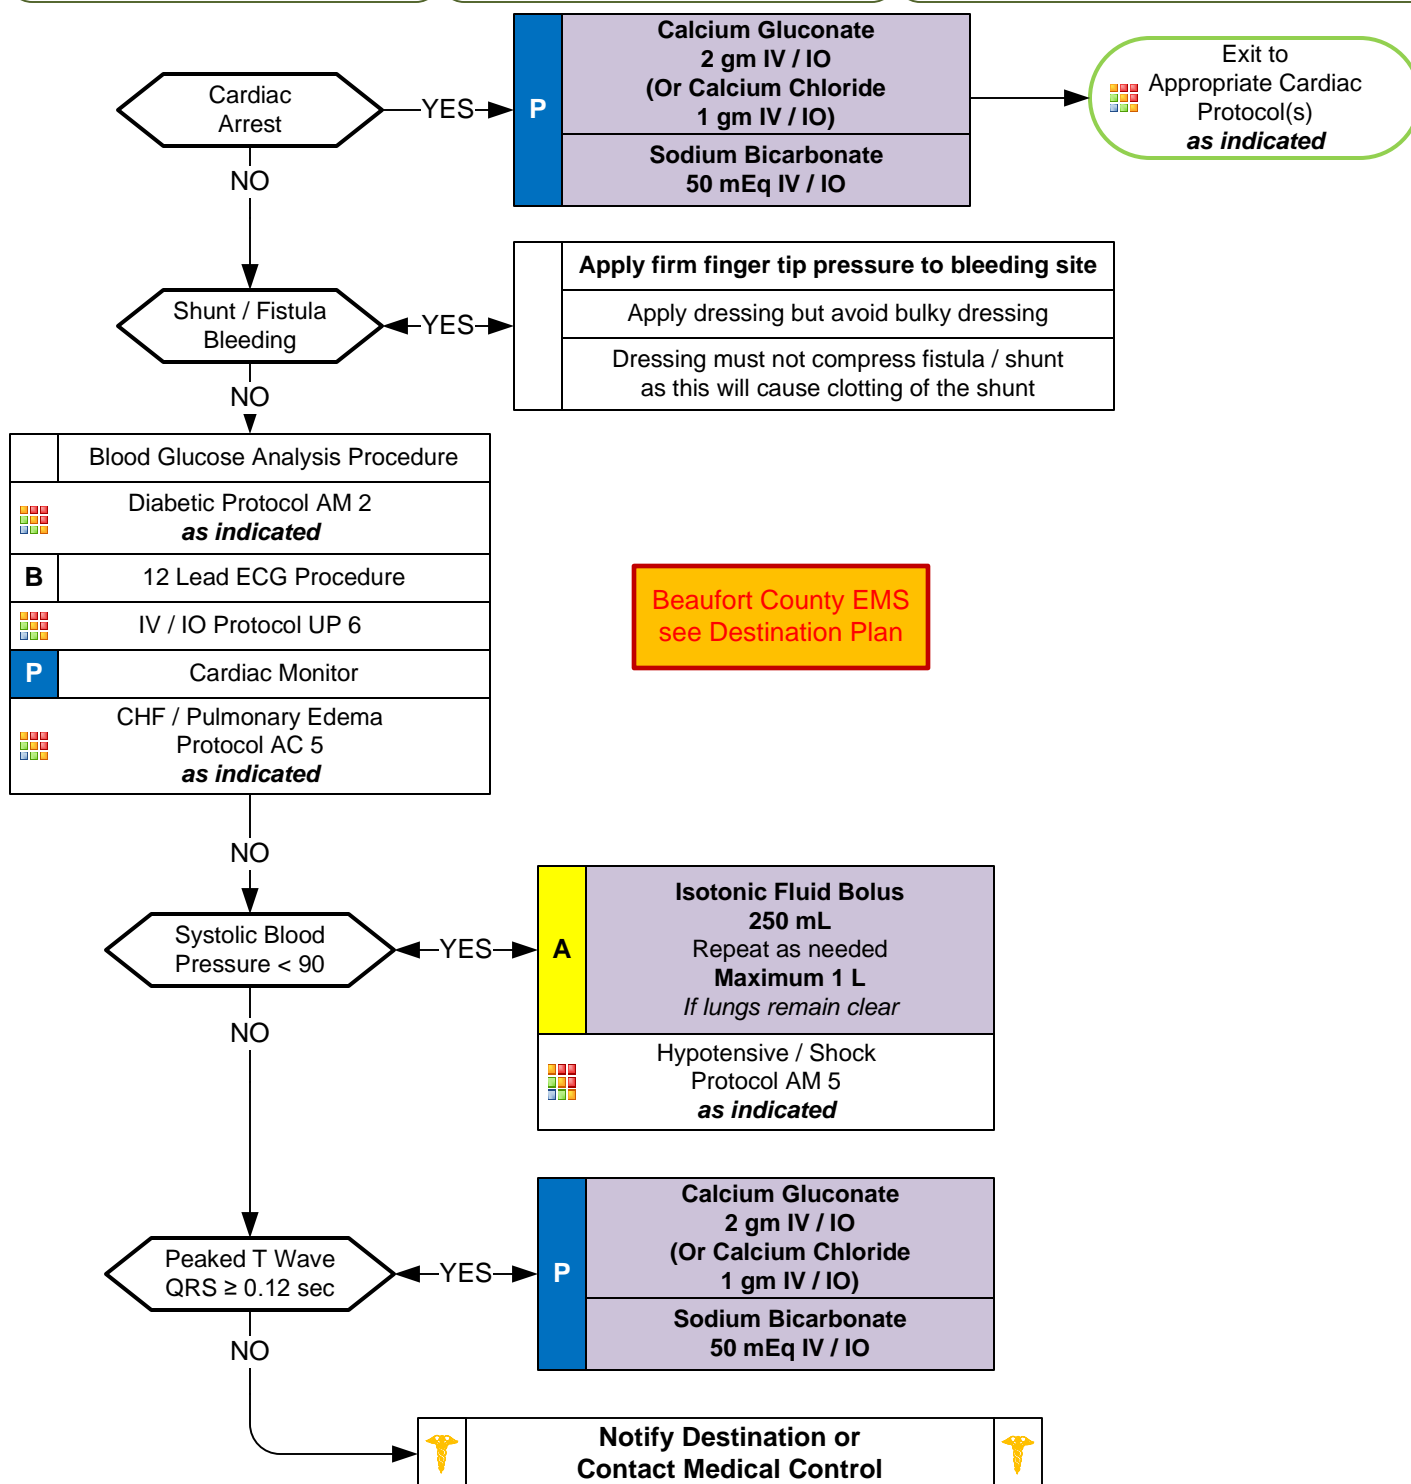 Cardiac
Arrest
YES
P
Calcium Gluconate
2 gm IV / IO
(Or Calcium Chloride
1 gm IV / IO)
Sodium Bicarbonate
50 mEq IV / IO
Exit to
Appropriate Cardiac
Protocol(s)
as indicated
NO
Shunt / Fistula
Bleeding
YES
Apply firm finger tip pressure to bleeding site
Apply dressing but avoid bulky dressing
Dressing must not compress fistula / shunt
as this will cause clotting of the shunt
NO
Blood Glucose Analysis Procedure
Diabetic Protocol AM 2
as indicated
B
12 Lead ECG Procedure
IV / IO Protocol UP 6
P
Cardiac Monitor
CHF / Pulmonary Edema
Protocol AC 5
as indicated
Beaufort County EMS
see Destination Plan
NO
Systolic Blood
Pressure < 90
YES
A
Isotonic Fluid Bolus
250 mL
Repeat as needed
Maximum 1 L
If lungs remain clear
Hypotensive / Shock
Protocol AM 5
as indicated
NO
Peaked T Wave
QRS ≥ 0.12 sec
YES
P
Calcium Gluconate
2 gm IV / IO
(Or Calcium Chloride
1 gm IV / IO)
Sodium Bicarbonate
50 mEq IV / IO
NO
Notify Destination or
Contact Medical Control